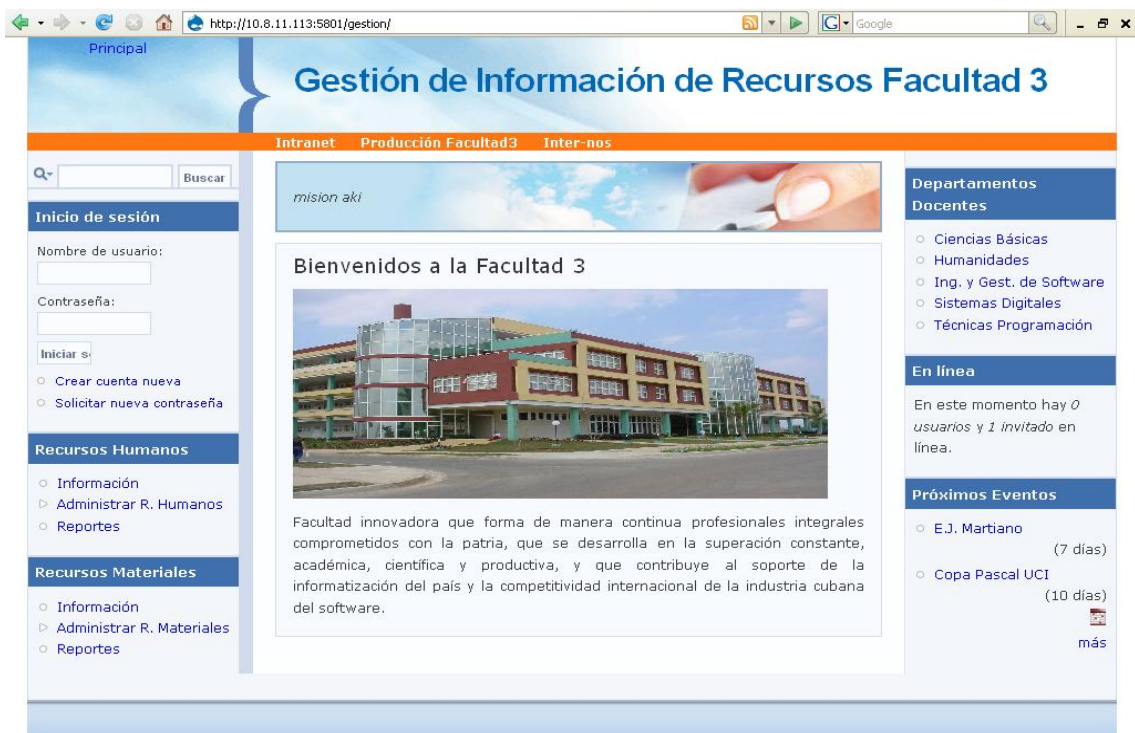 http://10.8.11.113:5801/gestion/
Google
Principal
Gestión de Información de Recursos Facultad 3
Intranet Producción Facultad3 Inter-nos
Buscar
Inicio de sesión
Nombre de usuario:
Contraseña:
Iniciar s
Crear cuenta nueva
Solicitar nueva contraseña
Recursos Humanos
Información
Administrar R. Humanos
Reportes
Recursos Materiales
Información
Administrar R. Materiales
Reportes
mision aki
Bienvenidos a la Facultad 3
Facultad innovadora que forma de manera continua profesionales integrales
comprometidos con la patria, que se desarrolla en la superación constante,
académica, científica y productiva, y que contribuye al soporte de la
informatización del país y la competitividad internacional de la industria cubana
del software.
Departamentos
Docentes
Ciencias Básicas
Humanidades
Ing. y Gest. de Software
Sistemas Digitales
Técnicas Programación
En línea
En este momento hay 0
usuarios y 1 invitado en
línea.
Próximos Eventos
E.J. Martiano
(7 días)
Copa Pascal UCI
(10 días)
más